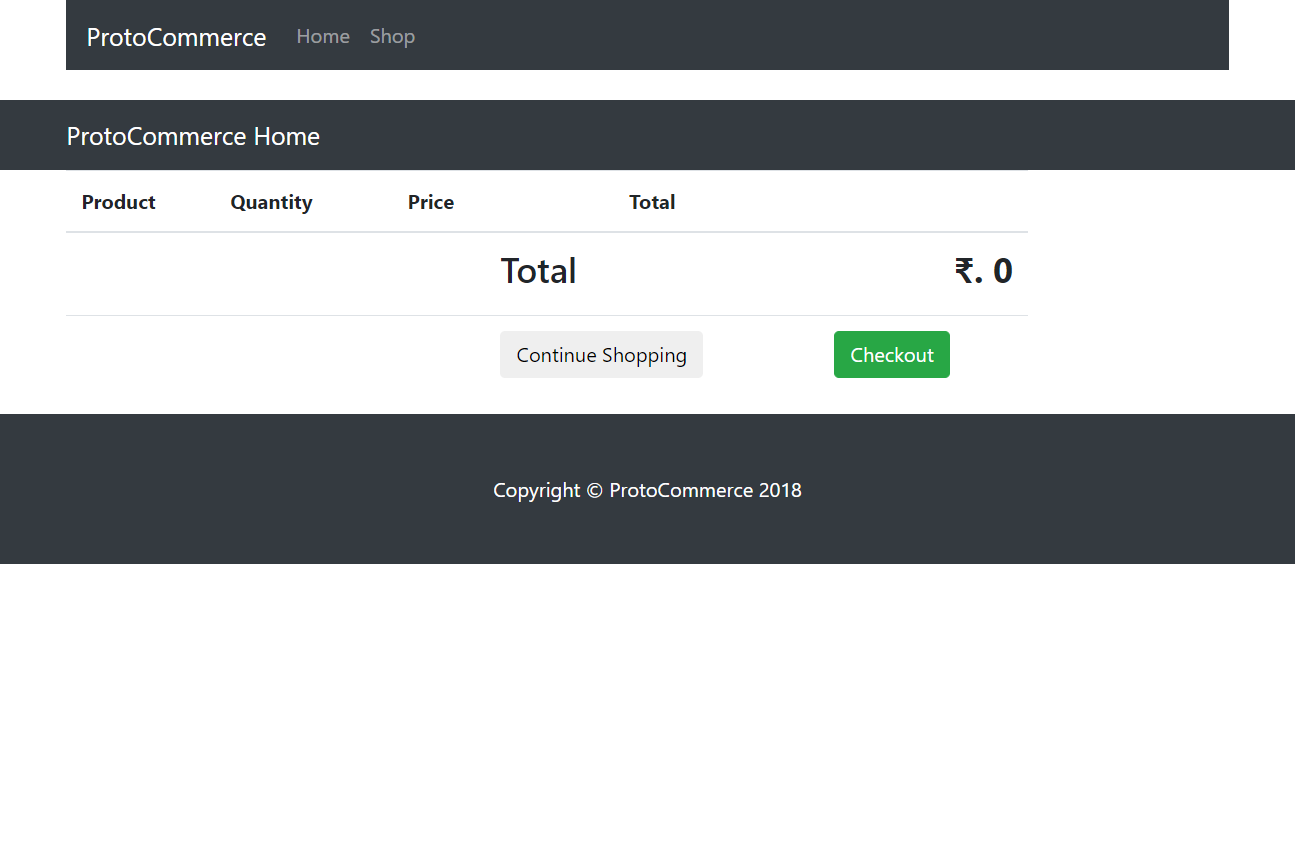 ProtoCommerce Home Shop
ProtoCommerce Home
Product Quantity Price Total
Total ₹. 0
Continue Shopping Checkout
Copyright © ProtoCommerce 2018